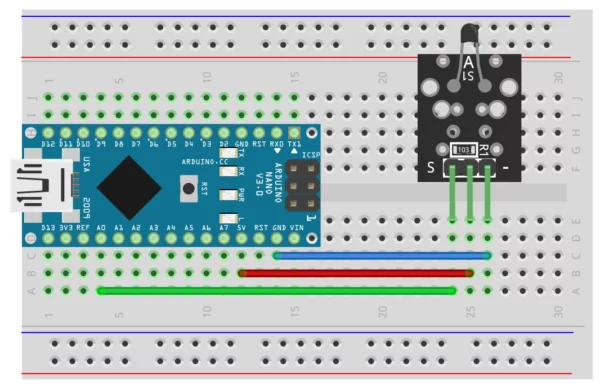 1 5 10 15 20 25 30
J
I
H
G
F
J
I
H
G
F
D12 D11 D10 D9 D8 D7 D6 D5 D4 D3 D2 GND RST RX0 TX1
TX
RX
PWR
L
USA
2009
ARDUINO.CC
RST
ARDUINO
NANO
V3.0
ICSP
1
D13 3V3 REF A0 A1 A2 A3 A4 A5 A6 A7 5V RST GND VIN
A
S1
103
R1
S -
E
D
C
B
A
E
D
C
B
A
1 5 10 15 20 25 30